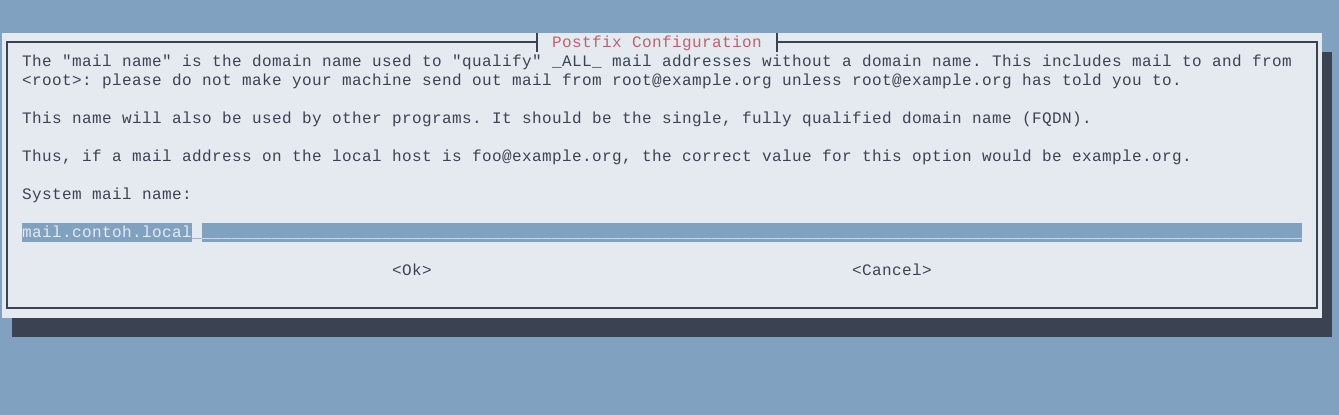 Postfix Configuration
The "mail name" is the domain name used to "qualify" _ALL_ mail addresses without a domain name. This includes mail to and from
<root>: please do not make your machine send out mail from root@example.org unless root@example.org has told you to.
This name will also be used by other programs. It should be the single, fully qualified domain name (FQDN).
Thus, if a mail address on the local host is foo@example.org, the correct value for this option would be example.org.
System mail name:
mail.contoh.local
<Ok> <Cancel>